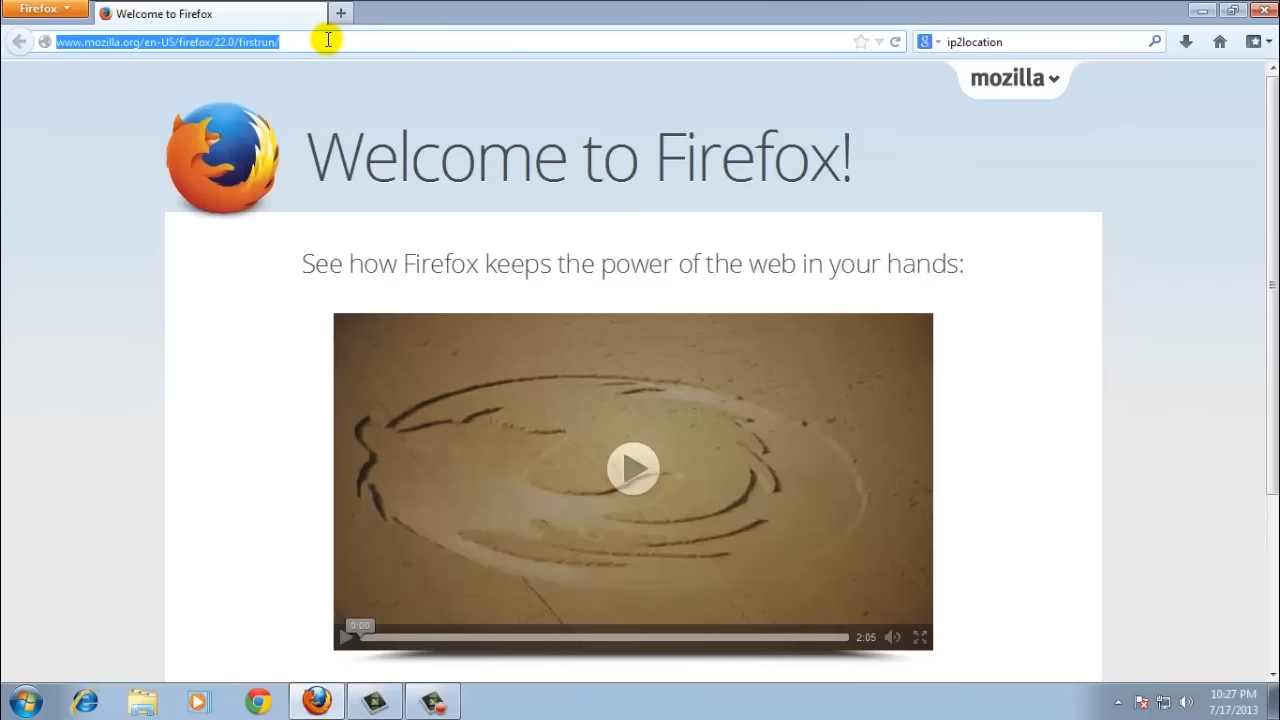 Firefox
Welcome to Firefox
www.mozilla.org/en-US/firefox/22.0/firstrun/
8
ip2location
mozilla
Welcome to Firefox!
See how Firefox keeps the power of the web in your hands:
0:00
2:05
10:27 PM
7/17/2013